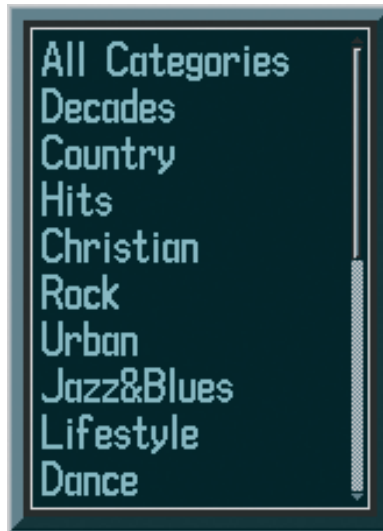 All Categories
Decades
Country
Hits
Christian
Rock
Urban
Jazz&Blues
Lifestyle
Dance